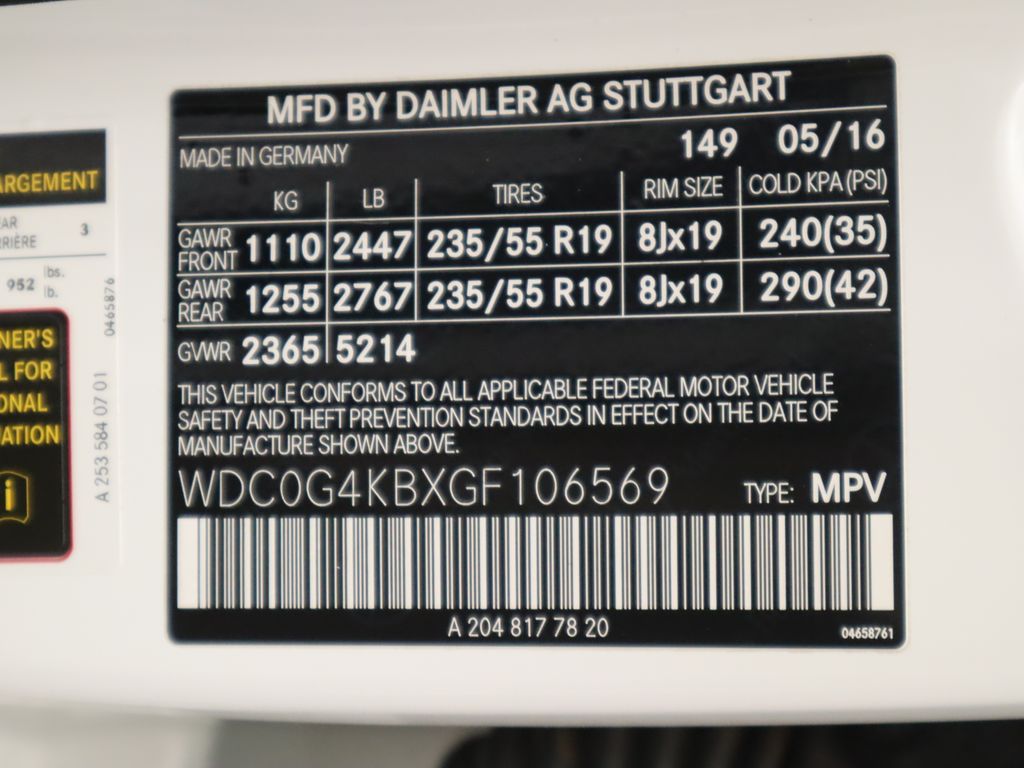 MFD BY DAIMLER AG STUTTGART
MADE IN GERMANY 149 05/16
KG LB TIRES RIM SIZE COLD KPA (PSI)
GAWR FRONT 1110 2447 235/55 R19 8Jx19 240(35)
GAWR REAR 1255 2767 235/55 R19 8Jx19 290(42)
GVWR 2365 5214
THIS VEHICLE CONFORMS TO ALL APPLICABLE FEDERAL MOTOR VEHICLE
SAFETY AND THEFT PREVENTION STANDARDS IN EFFECT ON THE DATE OF
MANUFACTURE SHOWN ABOVE.
WDC0G4KBXGF106569 TYPE: MPV
A 204 817 78 20
04658761
ARGEMENT
AR
RIÈRE 3
952 lbs.
lb.
0465876
NER'S
L FOR
ONAL
ATION
i
A 253 584 07 01